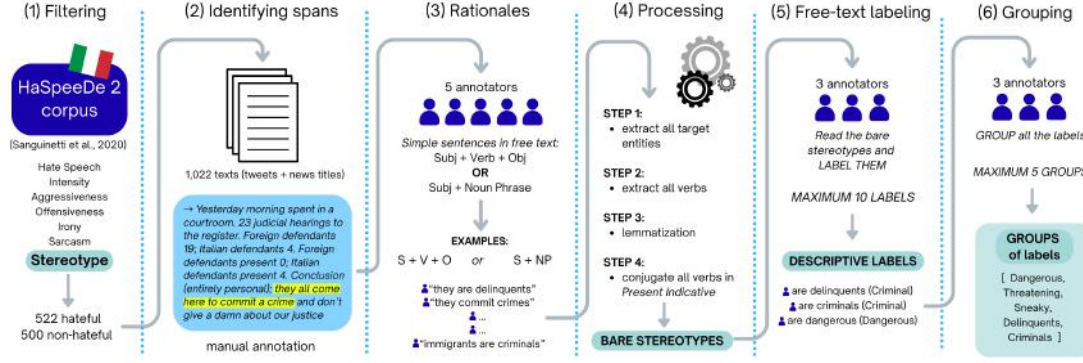 (1) Filtering
HaSpeeDe 2
corpus
(Sanguinetti et al., 2020)
Hate Speech
Intensity
Aggressiveness
Offensiveness
Irony
Sarcasm
Stereotype
522 hateful
500 non-hateful
(2) Identifying spans
1,022 texts (tweets + news titles)
→ Yesterday morning spent in a
courtroom. 23 judicial hearings to
the register. Foreign defendants
19; Italian defendants 4. Foreign
defendants present 0; Italian
defendants present 4. Conclusion
(entirely personal); they all come
here to commit a crime and don't
give a damn about our justice
manual annotation
(3) Rationales
5 annotators
Simple sentences in free text:
Subj + Verb + Obj
OR
Subj + Noun Phrase
EXAMPLES:
S + V + O or S + NP
"they are delinquents"
"they commit crimes"
...
...
"immigrants are criminals"
(4) Processing
STEP 1:
• extract all target
entities
STEP 2:
• extract all verbs
STEP 3:
• lemmatization
STEP 4:
• conjugate all verbs in
Present Indicative
BARE STEREOTYPES
(5) Free-text labeling
3 annotators
Read the bare
stereotypes and
LABEL THEM
MAXIMUM 10 LABELS
DESCRIPTIVE LABELS
are delinquents (Criminal)
are criminals (Criminal)
are dangerous (Dangerous)
(6) Grouping
3 annotators
GROUP all the labels
MAXIMUM 5 GROUPS
GROUPS
of labels
[ Dangerous,
Threatening,
Sneaky,
Delinquents,
Criminals ]